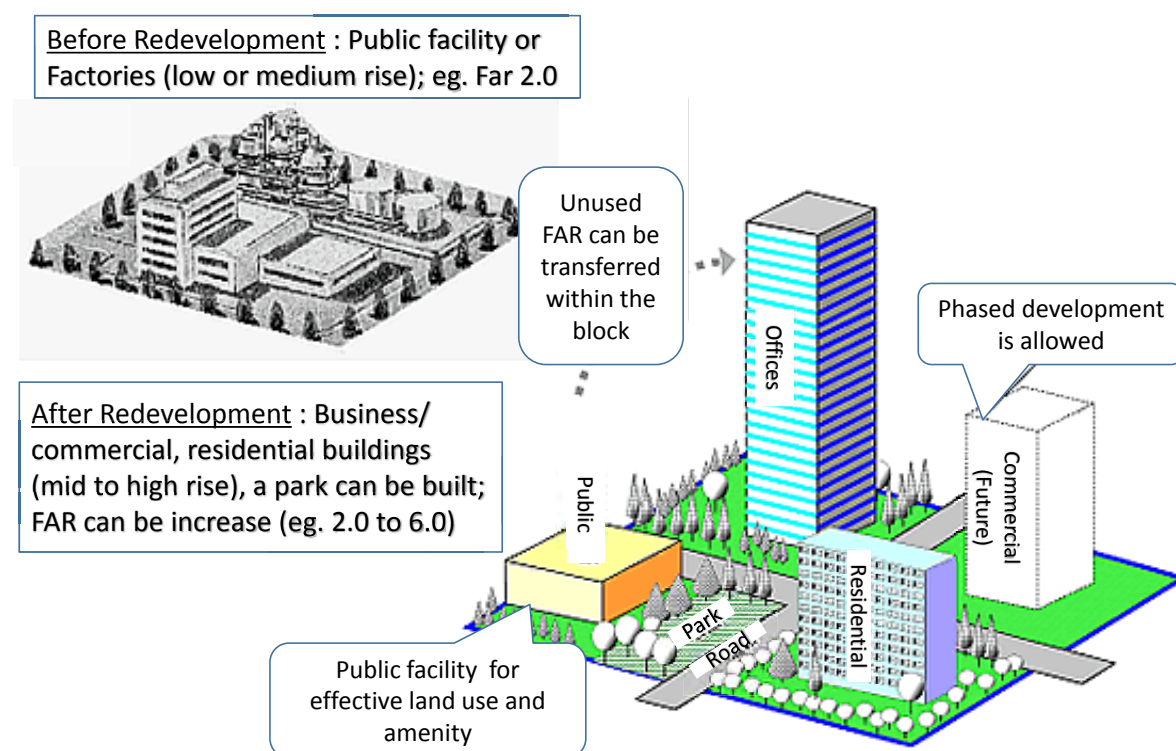 Before Redevelopment : Public facility or
Factories (low or medium rise); eg. Far 2.0
Unused
FAR can be
transferred
within the
block
Offices
Phased development
is allowed
After Redevelopment : Business/
commercial, residential buildings
(mid to high rise), a park can be built;
FAR can be increase (eg. 2.0 to 6.0)
Public
Commercial
(Future)
Residential
Park
Road
Public facility for
effective land use and
amenity